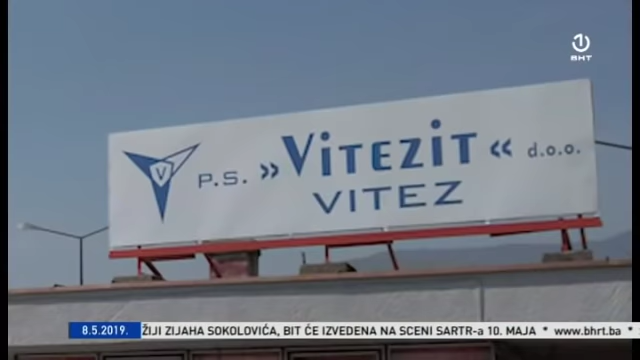 1
BHT
V
P.S. »ViTEZiT« d.o.o.
VITEZ
8.5.2019. ŽIJI ZIJAHA SOKOLOVIĆA, BIT ĆE IZVEDENA NA SCENI SARTR-a 10. MAJA * www.bhrt.ba *